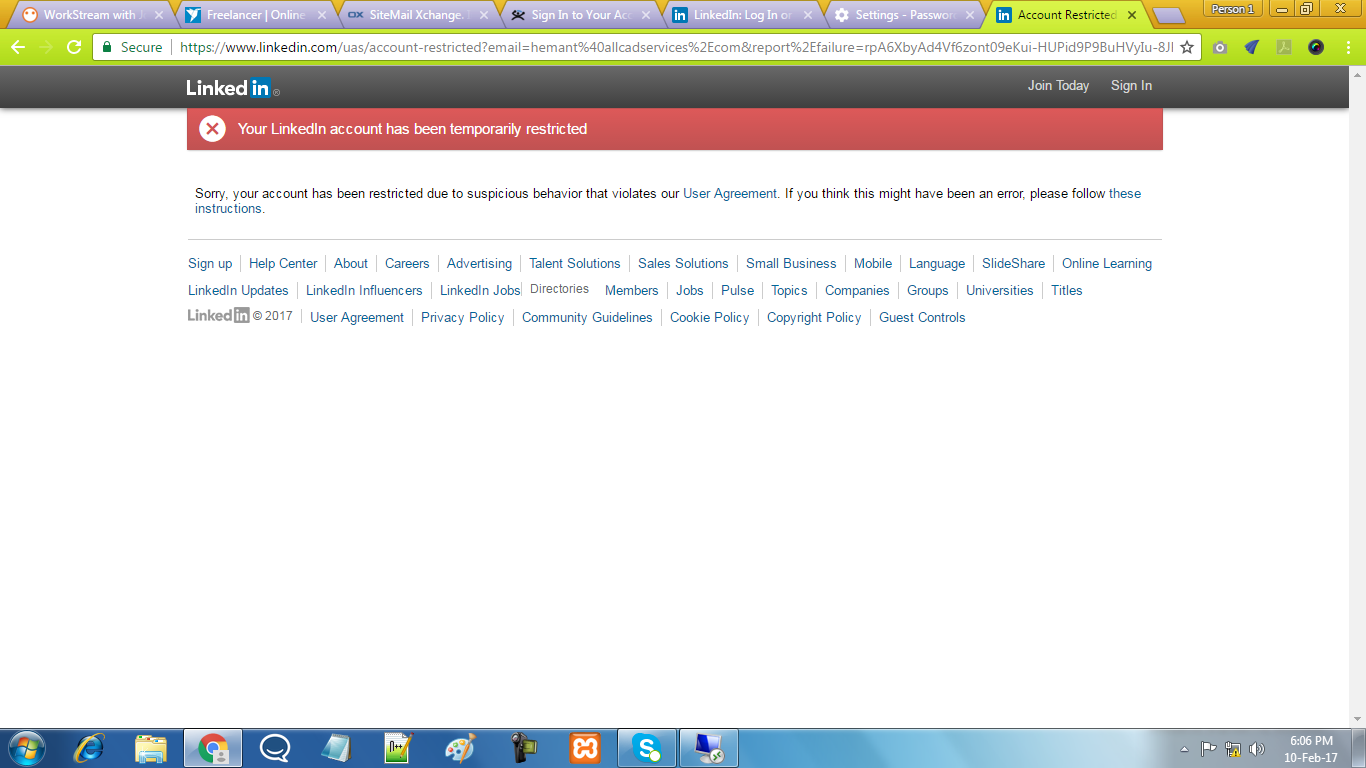 WorkStream with J
Freelancer | Online
SiteMail Xchange.
Sign In to Your Acc
LinkedIn: Log In or
Settings - Password
Account Restricted
Person 1
Secure
https://www.linkedin.com/uas/account-restricted?email=hemant%40allcadservices%2Ecom&report%2Efailure=rpA6XbyAd4Vf6zont09eKui-HUPid9P9BuHVyIu-8Jl
Linked in ®
Join Today
Sign In
Your LinkedIn account has been temporarily restricted
Sorry, your account has been restricted due to suspicious behavior that violates our User Agreement. If you think this might have been an error, please follow these
instructions.
Sign up Help Center About Careers Advertising Talent Solutions Sales Solutions Small Business Mobile Language SlideShare Online Learning
LinkedIn Updates LinkedIn Influencers LinkedIn Jobs Directories Members Jobs Pulse Topics Companies Groups Universities Titles
Linked in © 2017 User Agreement Privacy Policy Community Guidelines Cookie Policy Copyright Policy Guest Controls
6:06 PM
10-Feb-17